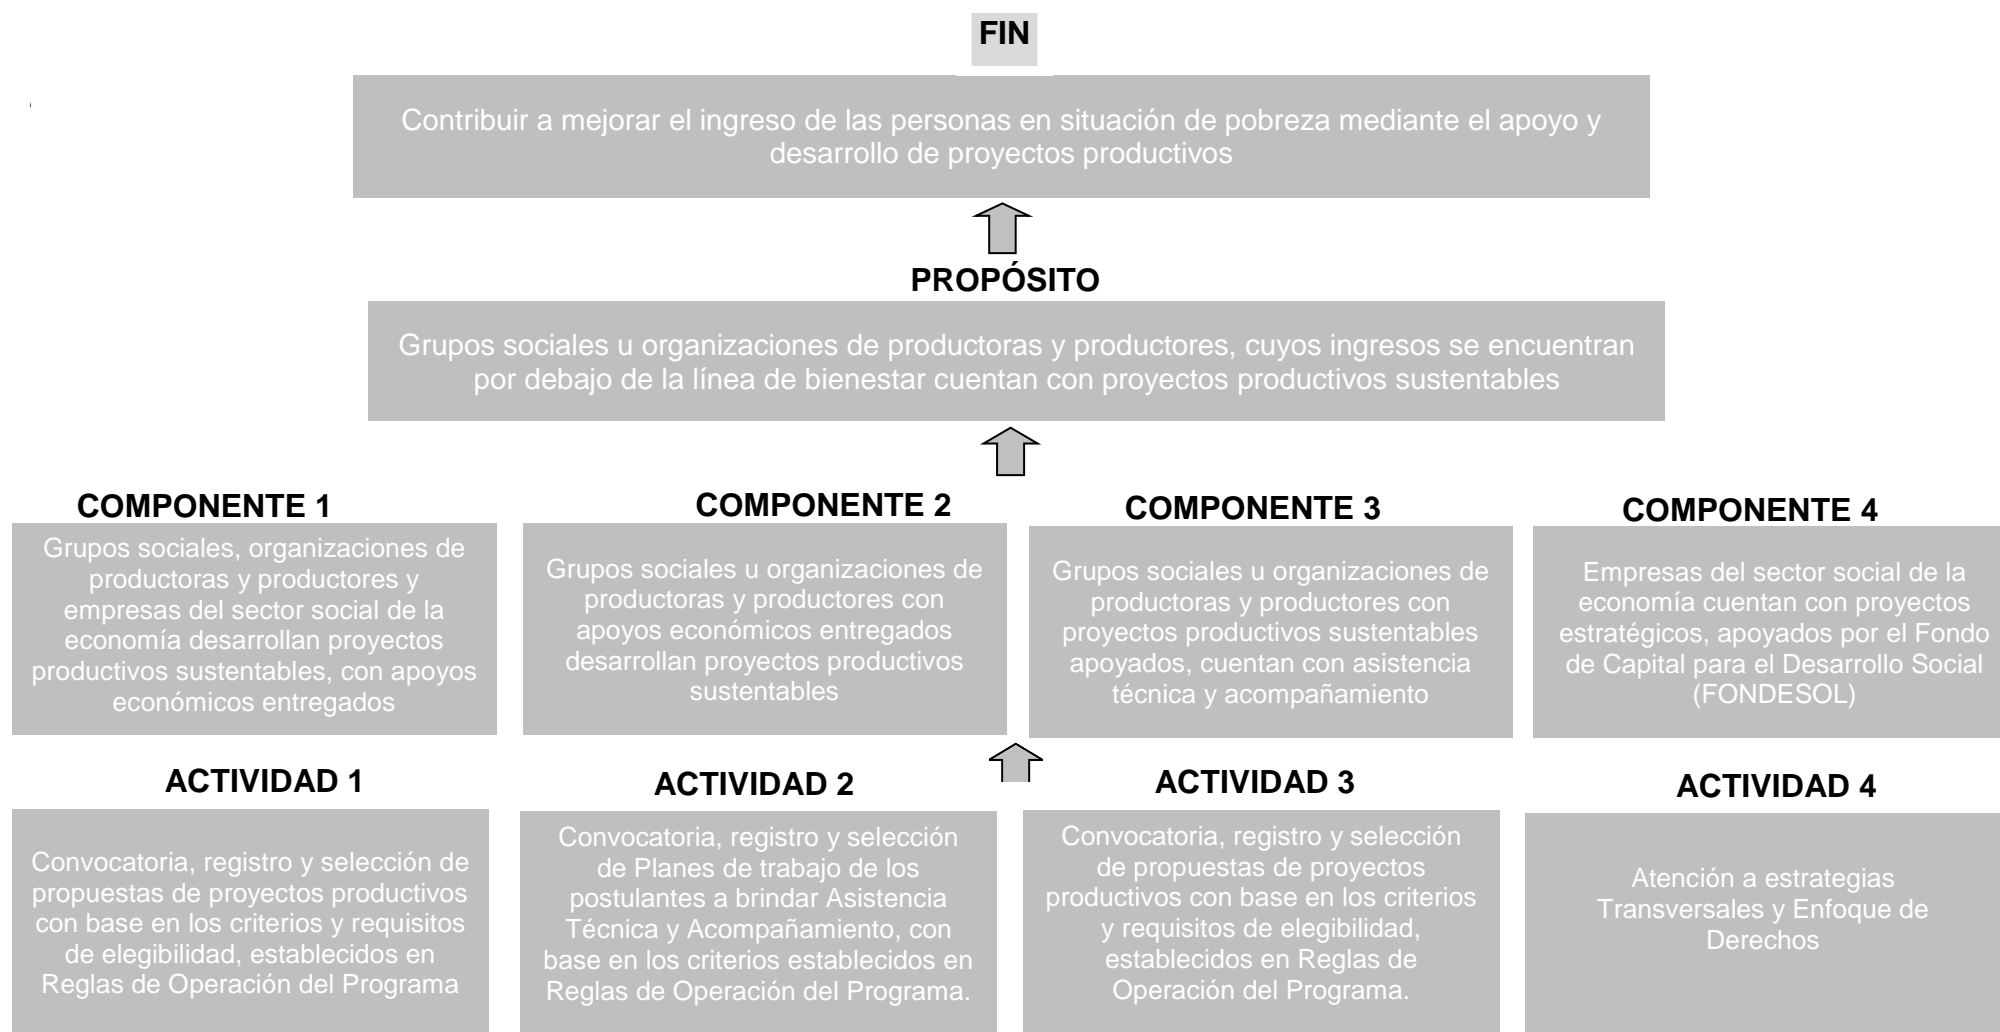 FIN
Contribuir a mejorar el ingreso de las personas en situación de pobreza mediante el apoyo y
desarrollo de proyectos productivos
PROPÓSITO
Grupos sociales u organizaciones de productoras y productores, cuyos ingresos se encuentran
por debajo de la línea de bienestar cuentan con proyectos productivos sustentables
COMPONENTE 1
Grupos sociales, organizaciones de
productoras y productores y
empresas del sector social de la
economía desarrollan proyectos
productivos sustentables, con apoyos
económicos entregados
COMPONENTE 2
Grupos sociales u organizaciones de
productoras y productores con
apoyos económicos entregados
desarrollan proyectos productivos
sustentables
COMPONENTE 3
Grupos sociales u organizaciones de
productoras y productores con
proyectos productivos sustentables
apoyados, cuentan con asistencia
técnica y acompañamiento
COMPONENTE 4
Empresas del sector social de la
economía cuentan con proyectos
estratégicos, apoyados por el Fondo
de Capital para el Desarrollo Social
(FONDESOL)
ACTIVIDAD 1
Convocatoria, registro y selección de
propuestas de proyectos productivos
con base en los criterios y requisitos
de elegibilidad, establecidos en
Reglas de Operación del Programa
ACTIVIDAD 2
Convocatoria, registro y selección
de Planes de trabajo de los
postulantes a brindar Asistencia
Técnica y Acompañamiento, con
base en los criterios establecidos en
Reglas de Operación del Programa.
ACTIVIDAD 3
Convocatoria, registro y selección
de propuestas de proyectos
productivos con base en los criterios
y requisitos de elegibilidad,
establecidos en Reglas de
Operación del Programa.
ACTIVIDAD 4
Atención a estrategias
Transversales y Enfoque de
Derechos